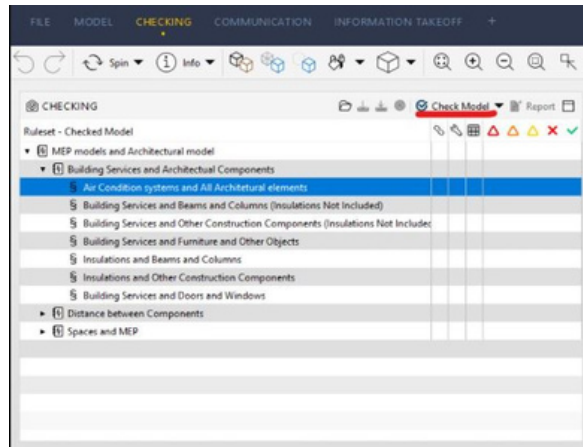 FILE MODEL CHECKING COMMUNICATION INFORMATION TAKEOFF +
Spin Info
CHECKING Check Model Report
Ruleset - Checked Model
MEP models and Architectural model
Building Services and Architectual Components
§ Air Condition systems and All Architetural elements
§ Building Services and Beams and Columns (Insulations Not Included)
§ Building Services and Other Construction Components (Insulations Not Included
§ Building Services and Furniture and Other Objects
§ Insulations and Beams and Columns
§ Insulations and Other Construction Components
§ Building Services and Doors and Windows
Distance between Components
Spaces and MEP